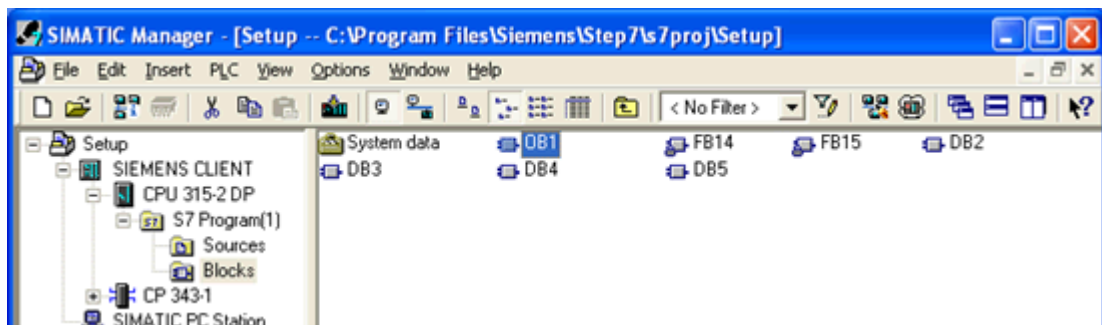 SIMATIC Manager - [Setup -- C:\Program Files\Siemens\Step7\s7proj\Setup]
File Edit Insert PLC View Options Window Help
< No Filter >
Setup
SIEMENS CLIENT
CPU 315-2 DP
S7 Program(1)
Sources
Blocks
CP 343-1
SIMATIC PC Station
System data OB1 FB14 FB15 DB2
DB3 DB4 DB5